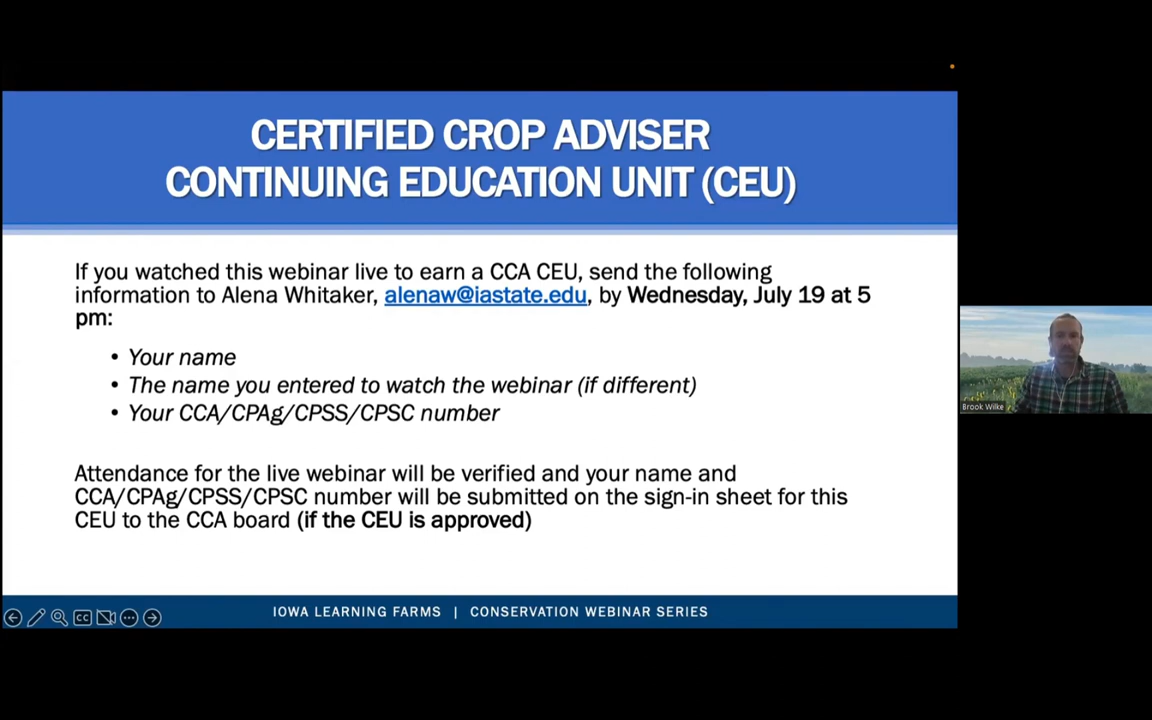 CERTIFIED CROP ADVISER
CONTINUING EDUCATION UNIT (CEU)
If you watched this webinar live to earn a CCA CEU, send the following
information to Alena Whitaker, alenaw@iastate.edu, by Wednesday, July 19 at 5
pm:
• Your name
• The name you entered to watch the webinar (if different)
• Your CCA/CPAg/CPSS/CPSC number
Attendance for the live webinar will be verified and your name and
CCA/CPAg/CPSS/CPSC number will be submitted on the sign-in sheet for this
CEU to the CCA board (if the CEU is approved)
IOWA LEARNING FARMS | CONSERVATION WEBINAR SERIES
CC
Brook Wilke